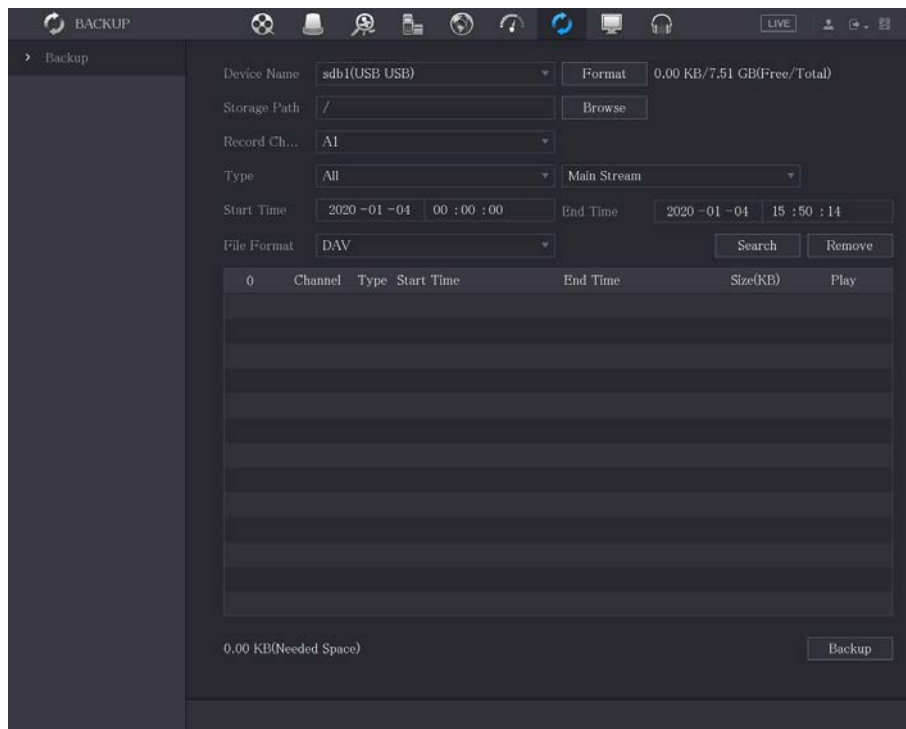 BACKUP LIVE
Backup
Device Name sdb1(USB USB) Format 0.00 KB/7.51 GB(Free/Total)
Storage Path / Browse
Record Ch... A1
Type All Main Stream
Start Time 2020 -01 -04 00 :00 :00 End Time 2020 -01 -04 15 :50 :14
File Format DAV Search Remove
0 Channel Type Start Time End Time Size(KB) Play
0.00 KB(Needed Space) Backup